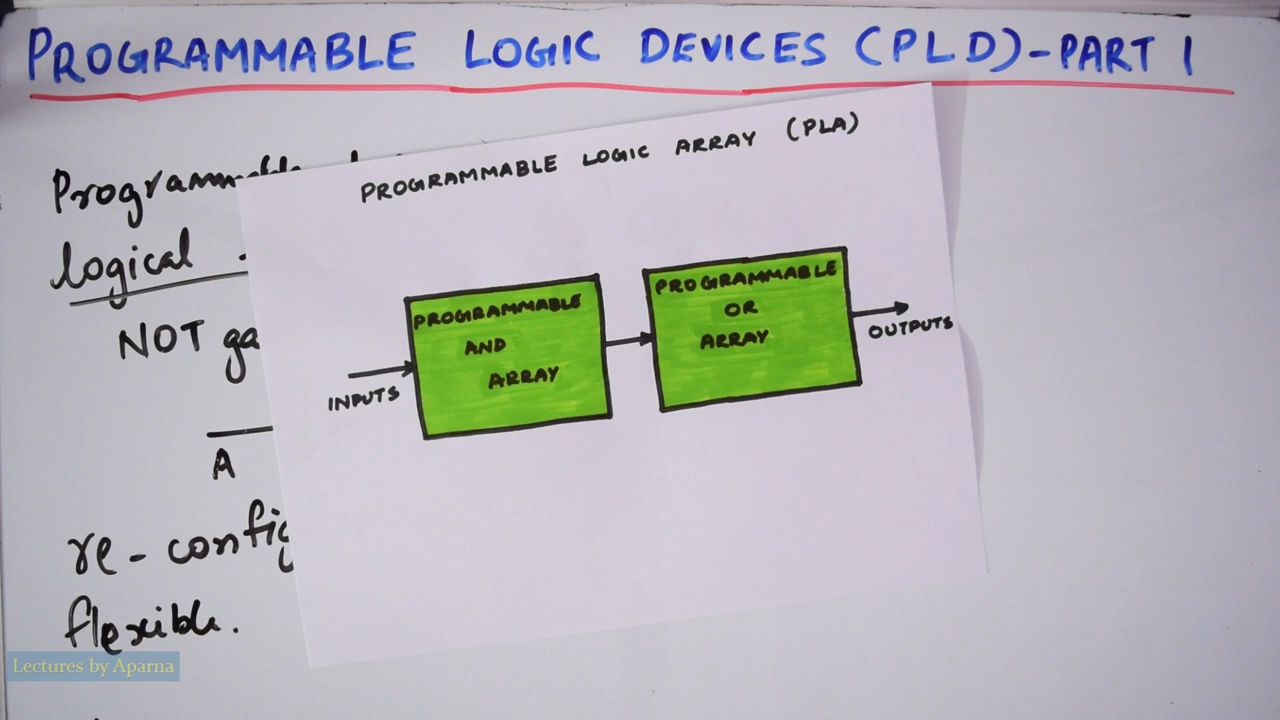 PROGRAMMABLE LOGIC DEVICES (PLD)-PART 1
PROGRAMMABLE LOGIC ARRAY (PLA)
logical
NOT
PROGRAMMABLE
AND
ARRAY
PROGRAMMABLE
OR
ARRAY
INPUTS
OUTPUTS
A
flexible.
Lectures by Aparna